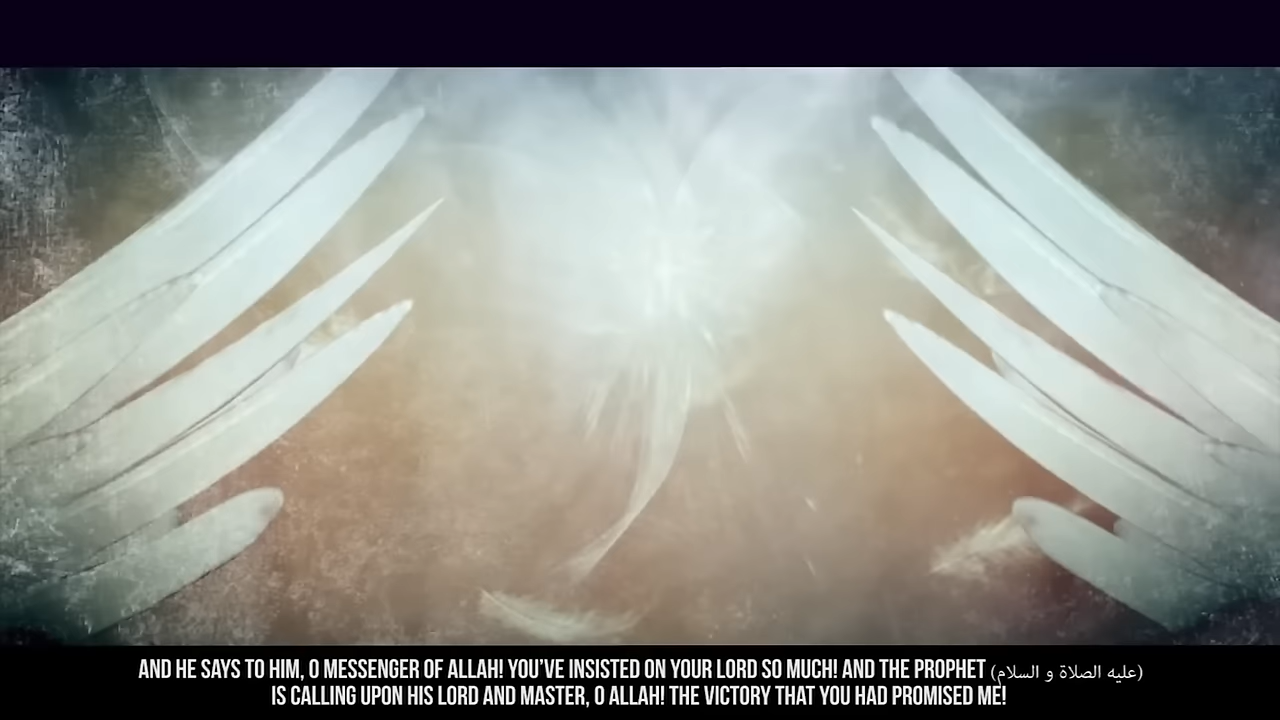 AND HE SAYS TO HIM, O MESSENGER OF ALLAH! YOU'VE INSISTED ON YOUR LORD SO MUCH! AND THE PROPHET (عليه الصلاة و السلام)
IS CALLING UPON HIS LORD AND MASTER, O ALLAH! THE VICTORY THAT YOU HAD PROMISED ME!